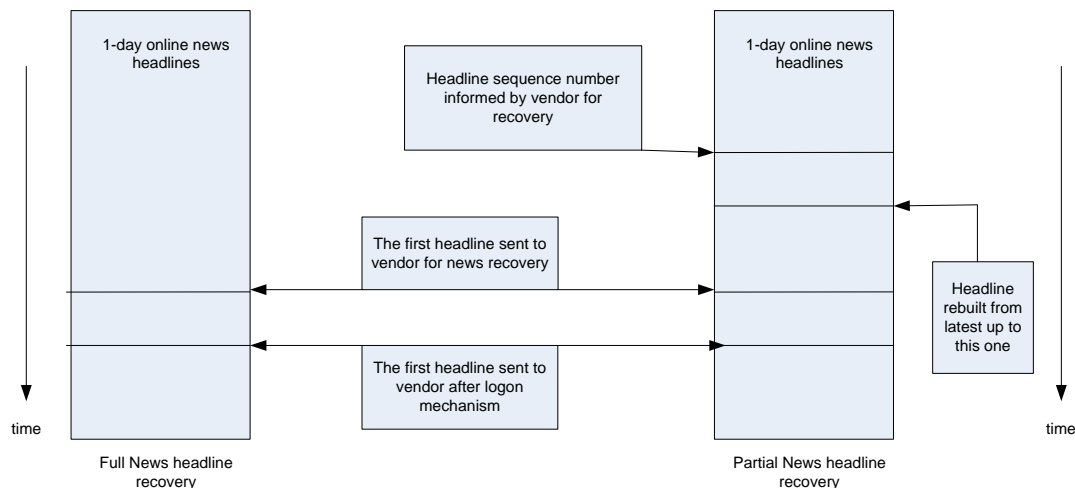 1-day online news
headlines
1-day online news
headlines
Headline sequence number
informed by vendor for
recovery
The first headline sent to
vendor for news recovery
Headline
rebuilt from
latest up to
this one
The first headline sent to
vendor after logon
mechanism
time
time
Full News headline
recovery
Partial News headline
recovery